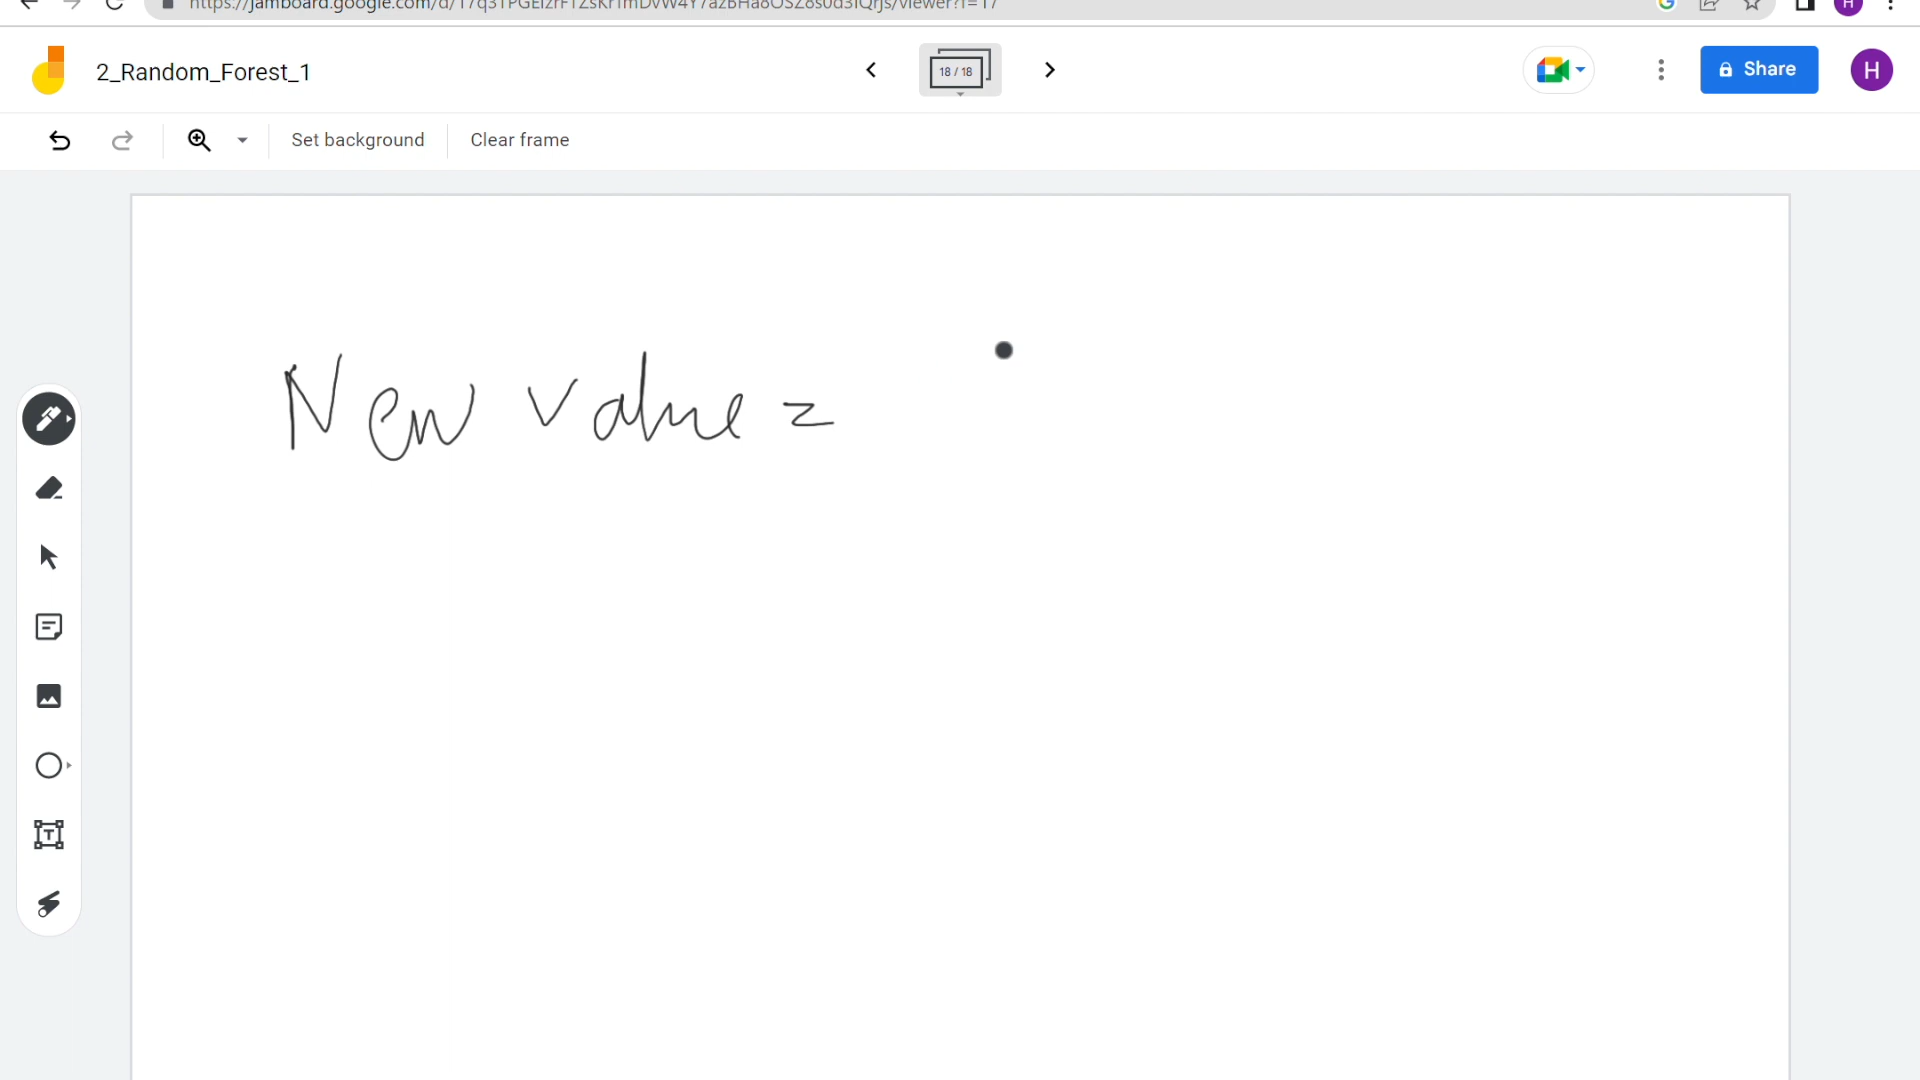 2_Random_Forest_1
18 / 18
H
Share
H
Set background
Clear frame
New value =
T